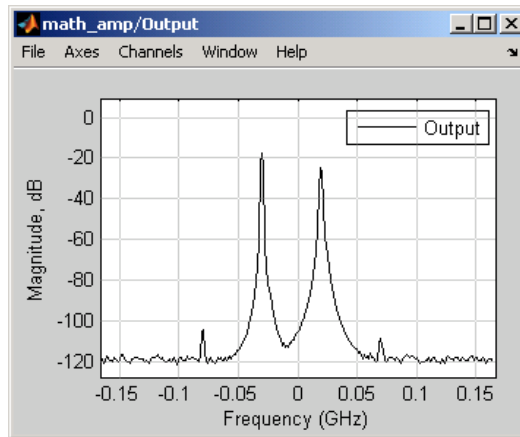 math_amp/Output
File Axes Channels Window Help
Output
Magnitude, dB
0
-20
-40
-60
-80
-100
-120
-0.15 -0.1 -0.05 0 0.05 0.1 0.15
Frequency (GHz)